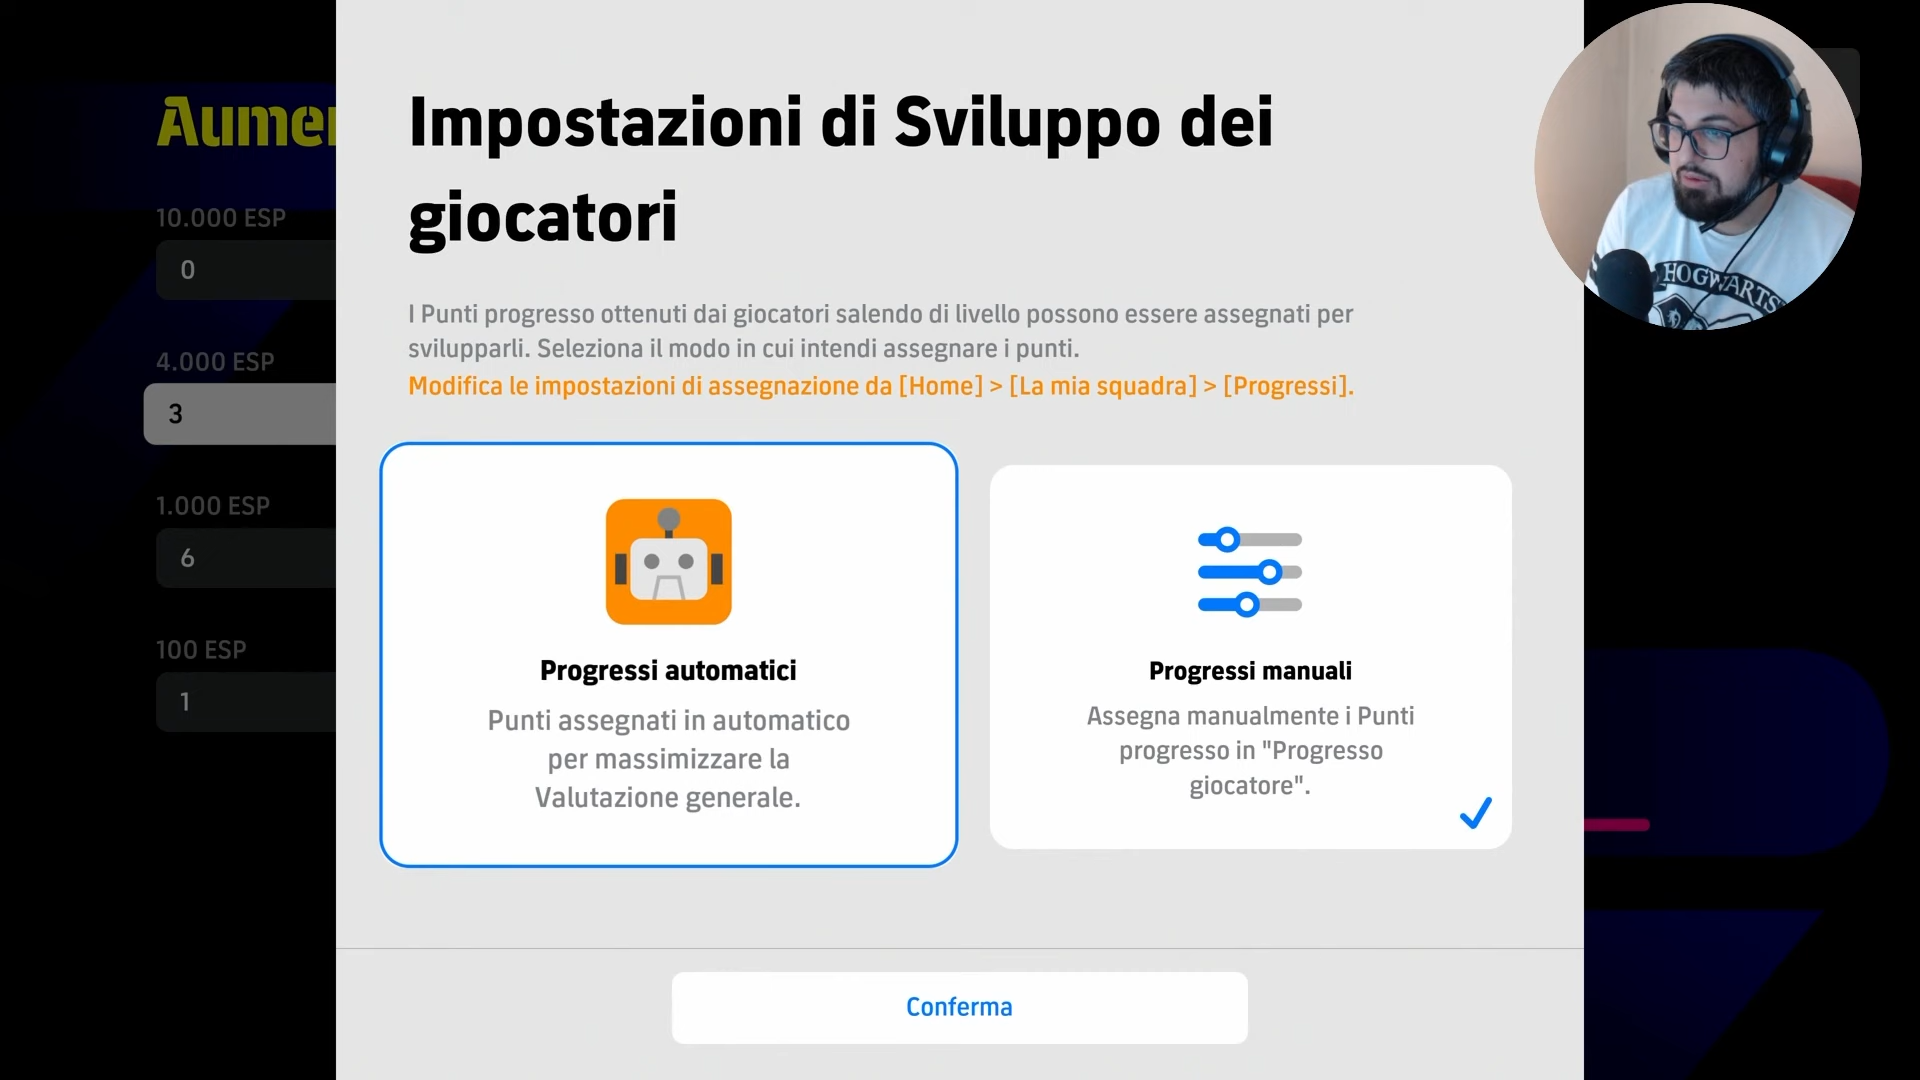 Impostazioni di Sviluppo dei
giocatori
I Punti progresso ottenuti dai giocatori salendo di livello possono essere assegnati per
svilupparli. Seleziona il modo in cui intendi assegnare i punti.
Modifica le impostazioni di assegnazione da [Home] > [La mia squadra] > [Progressi].
Progressi automatici
Punti assegnati in automatico
per massimizzare la
Valutazione generale.
Progressi manuali
Assegna manualmente i Punti
progresso in "Progresso
giocatore".
Conferma
10.000 ESP
0
4.000 ESP
3
1.000 ESP
6
100 ESP
1
HOGWARTS